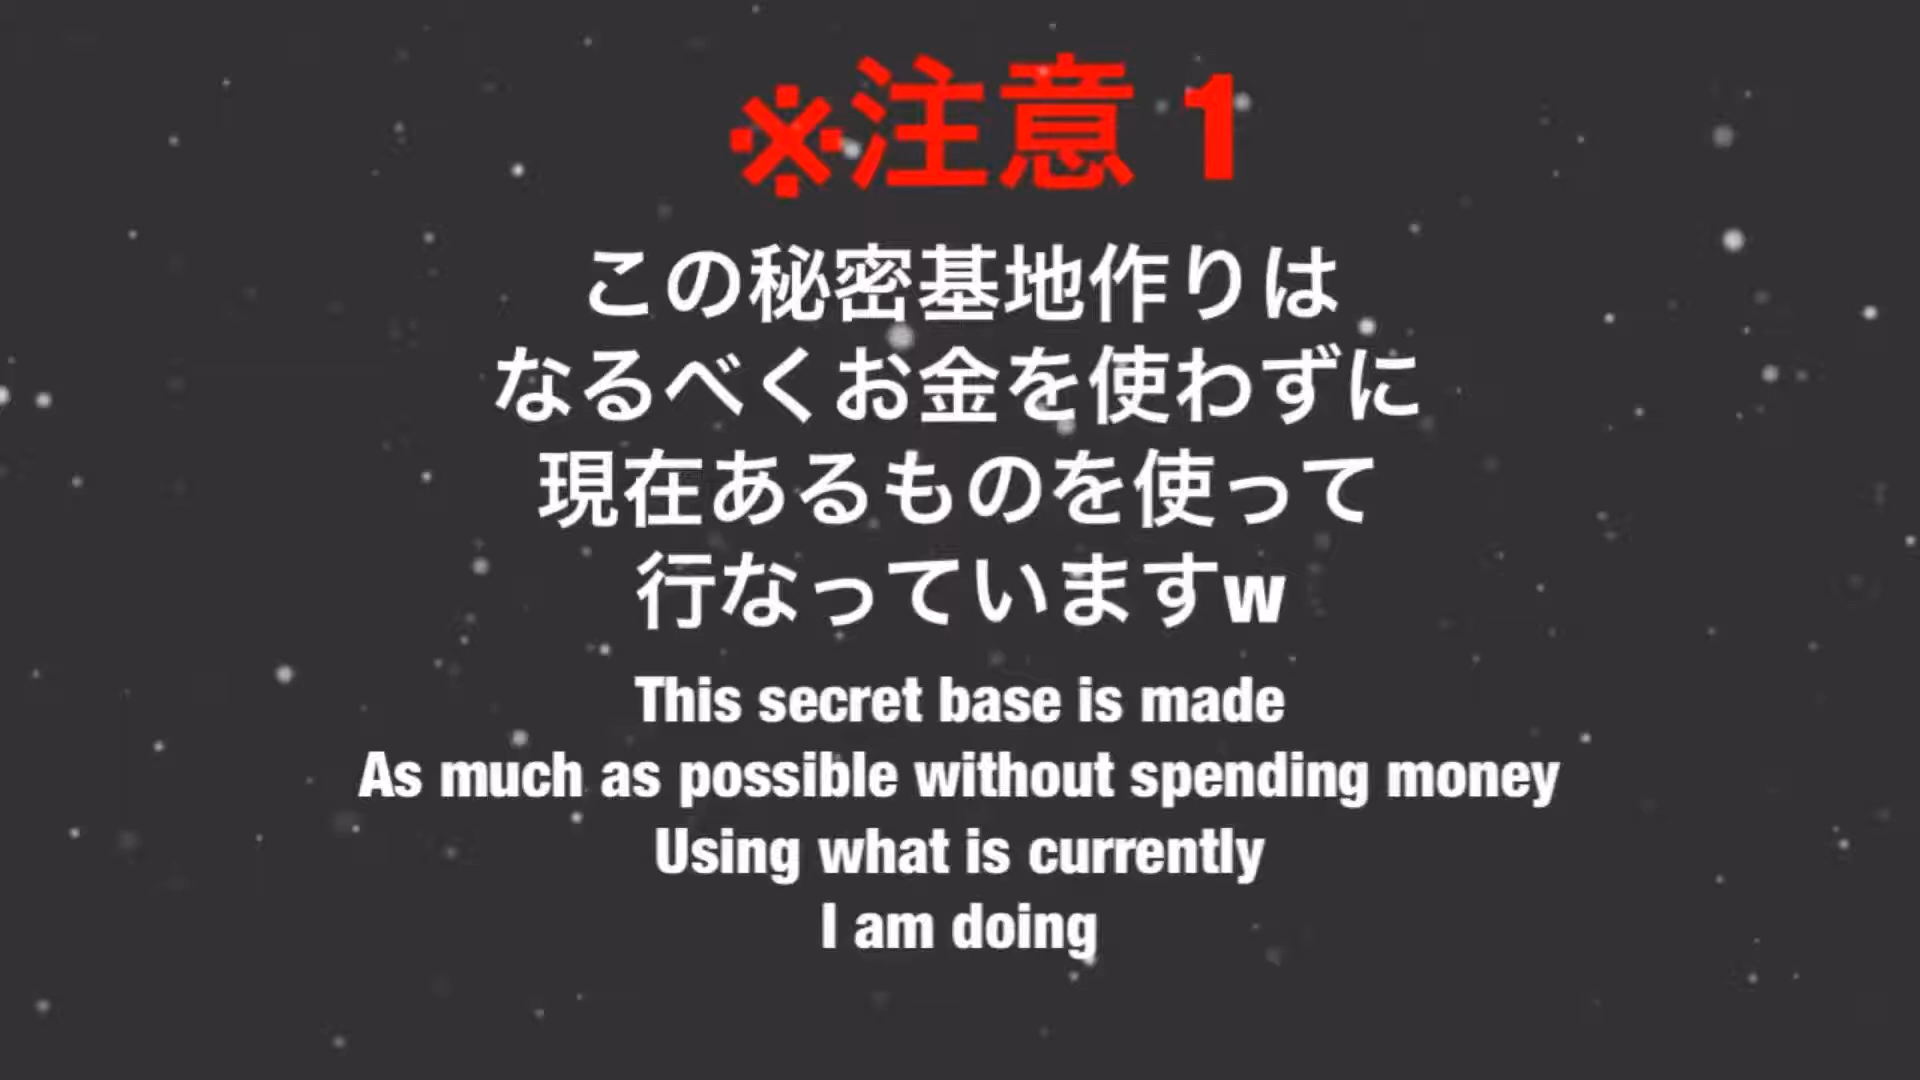 ※注意1
この秘密基地作りは
なるべくお金を使わずに
現在あるものを使って
行なっていますw
This secret base is made
As much as possible without spending money
Using what is currently
I am doing